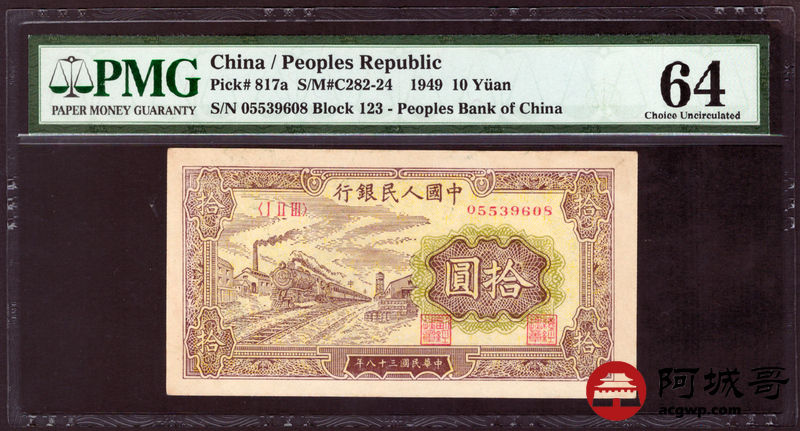 PMG
PAPER MONEY GUARANTY
China / Peoples Republic
Pick# 817a S/M#C282-24 1949 10 Yüan
S/N 05539608 Block 123 - Peoples Bank of China
64
Choice Uncirculated
行銀民人國中
05539608
圓拾
拾
拾
拾
拾
年八十三國民華中
阿城哥
acgwp.com